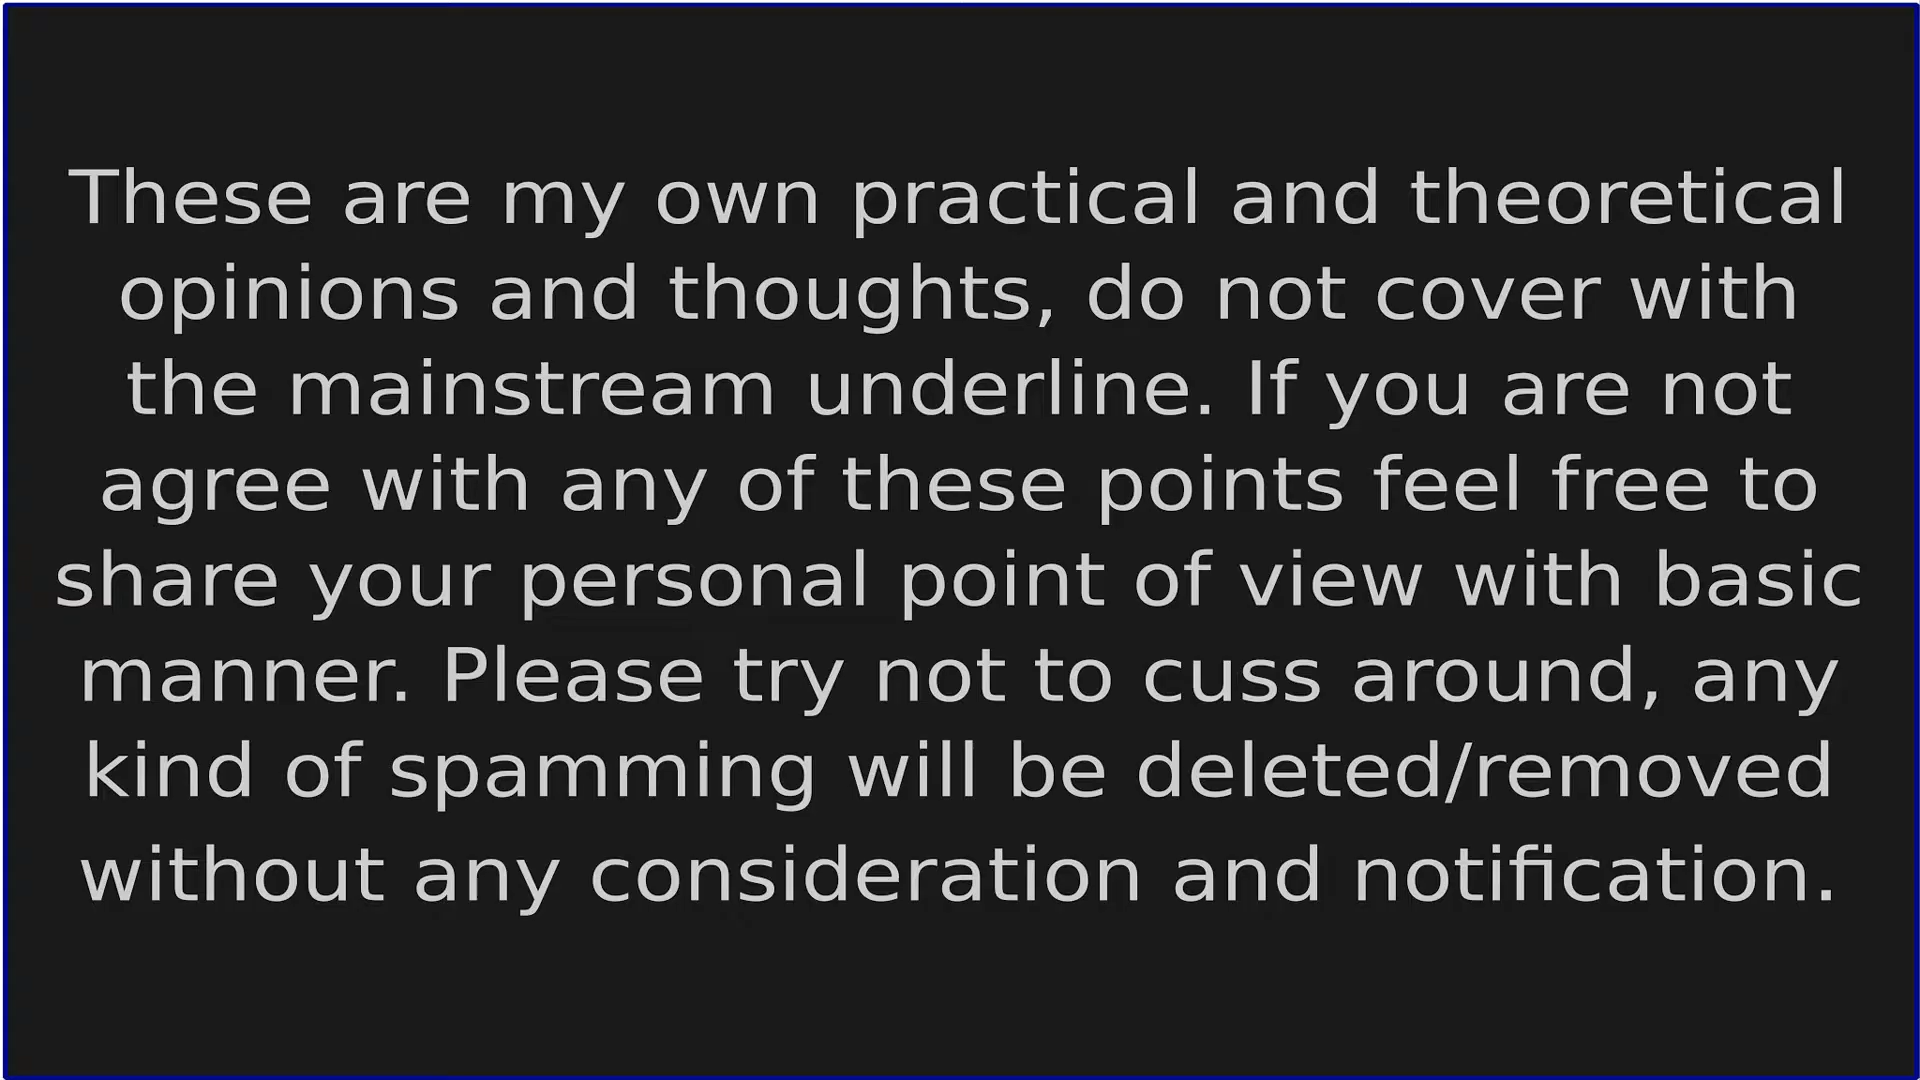 These are my own practical and theoretical
opinions and thoughts, do not cover with
the mainstream underline. If you are not
agree with any of these points feel free to
share your personal point of view with basic
manner. Please try not to cuss around, any
kind of spamming will be deleted/removed
without any consideration and notification.